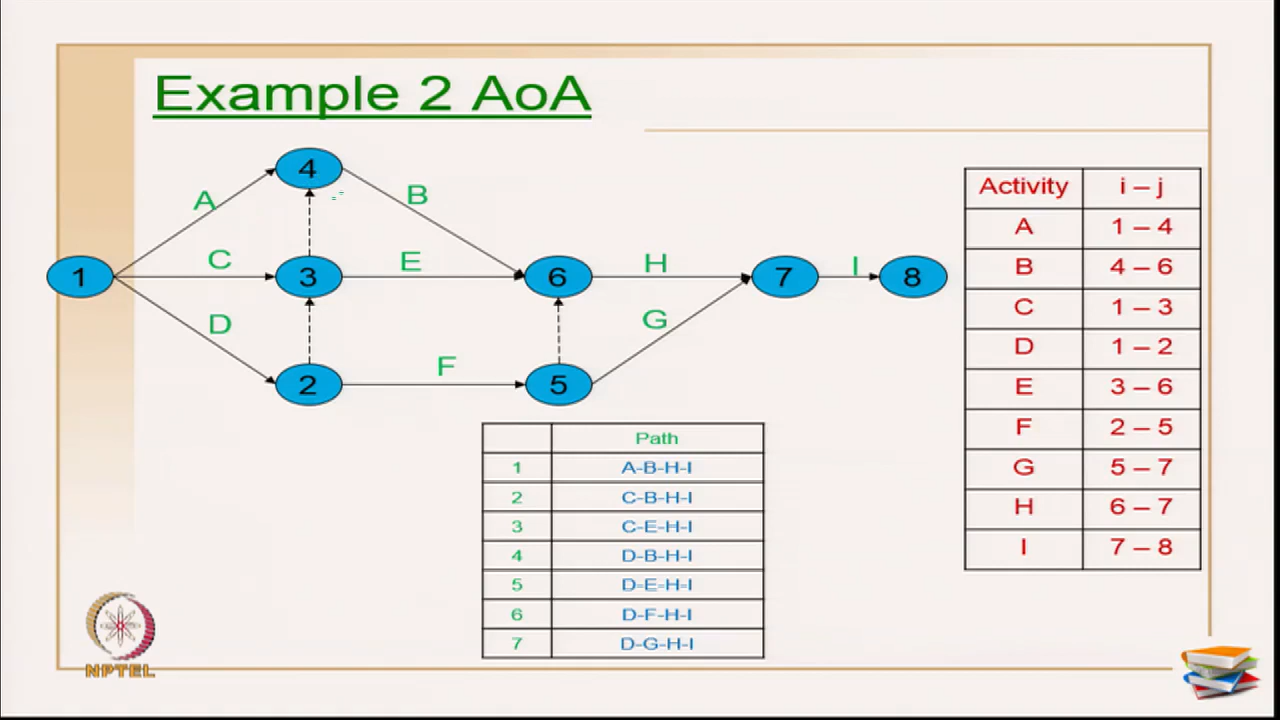 Example 2 AoA
4
A
B
C
E
H
I
1
3
6
7
8
D
G
F
2
5
Activity i – j
A 1 – 4
B 4 – 6
C 1 – 3
D 1 – 2
E 3 – 6
F 2 – 5
G 5 – 7
H 6 – 7
I 7 – 8
Path
1 A-B-H-I
2 C-B-H-I
3 C-E-H-I
4 D-B-H-I
5 D-E-H-I
6 D-F-H-I
7 D-G-H-I
NPTEL